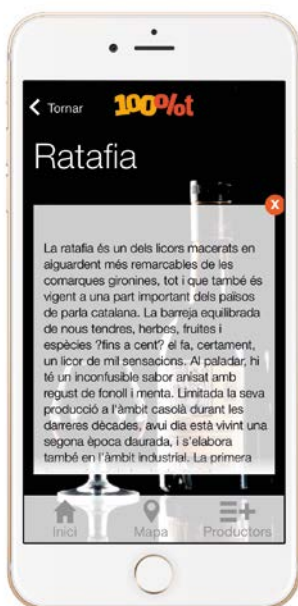 Tornar
100%ot
Ratafia
x
La ratafia és un dels licors macerats en
aiguardent més remarcables de les
comarques gironines, tot i que també és
vigent a una part important dels països
de parla catalana. La barreja equilibrada
de nous tendres, herbes, fruites i
espècies ?fins a cent? el fa, certament,
un licor de mil sensacions. Al paladar, hi
té un inconfusible sabor anisat amb
regust de fonoll i menta. Limitada la seva
producció a l'àmbit casolà durant les
darreres dècades, avui dia està vivint una
segona època daurada, i s'elabora
també en l'àmbit industrial. La primera
Inici Mapa Productors